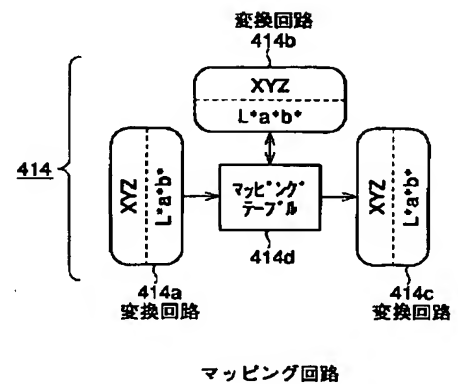 変換回路
414b
XYZ
L*a*b*
414
XYZ
L*a*b*
マッピング
テーブル
XYZ
L*a*b*
414d
414a
変換回路
414c
変換回路
マッピング回路